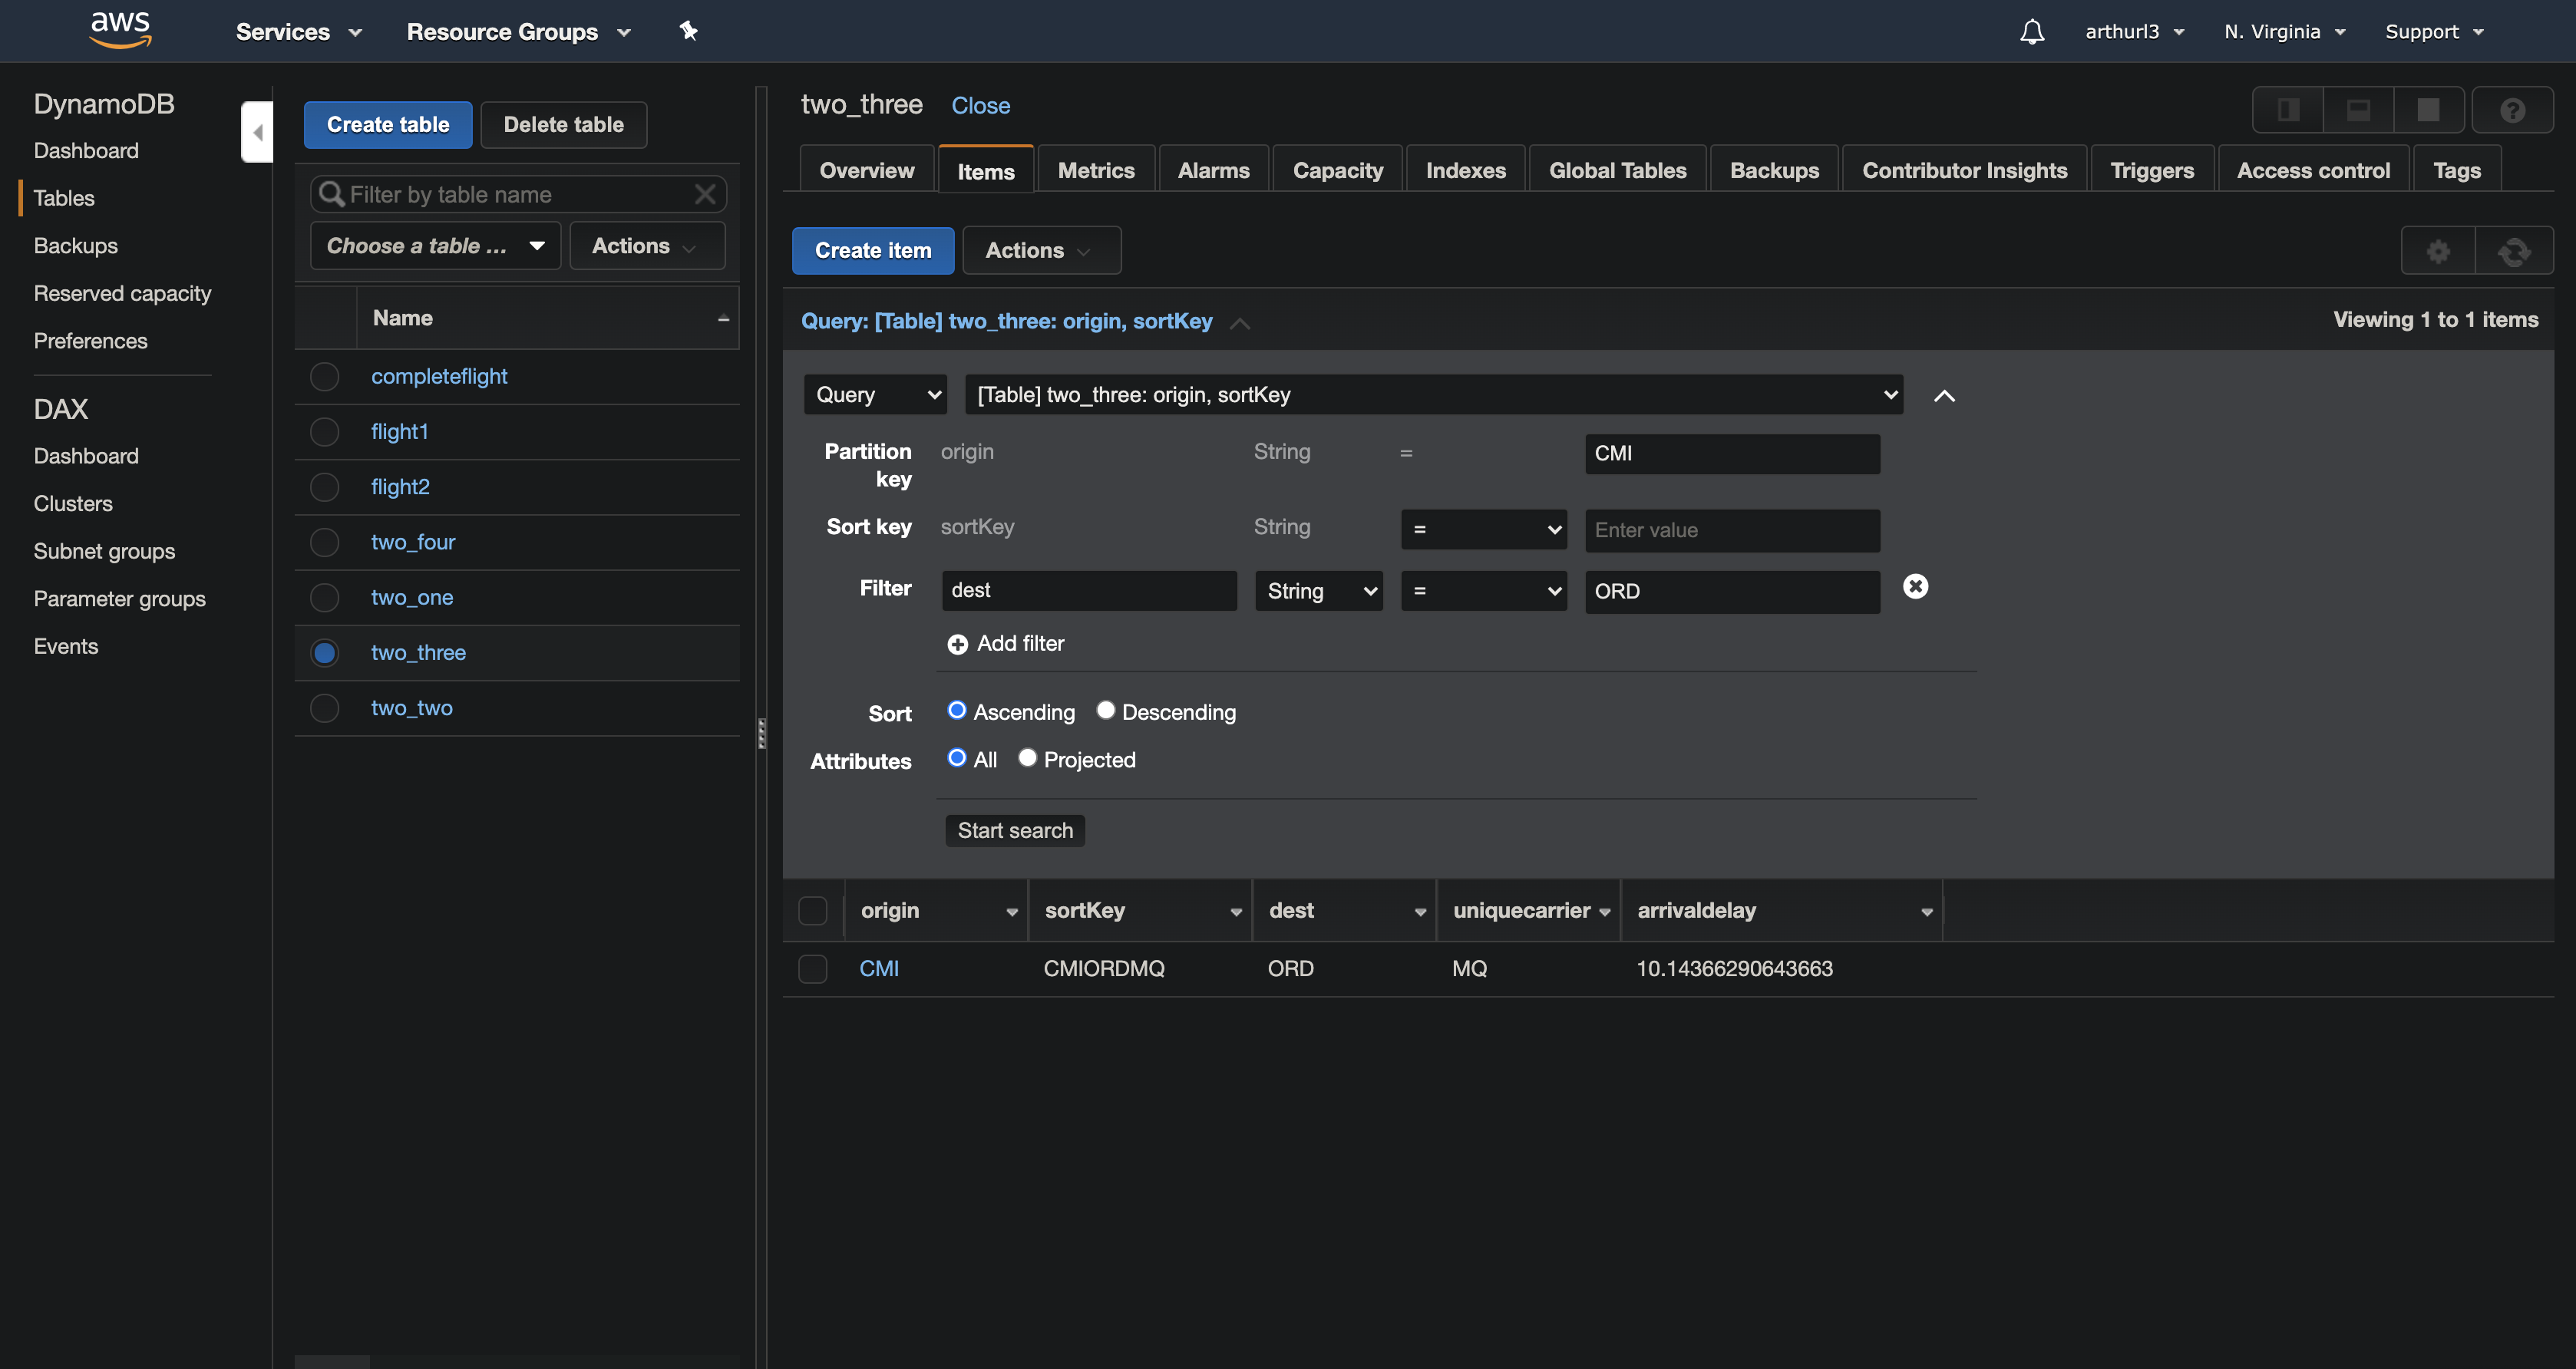 aws Services Resource Groups arthurl3 N. Virginia Support
DynamoDB
Dashboard
Tables
Backups
Reserved capacity
Preferences
DAX
Dashboard
Clusters
Subnet groups
Parameter groups
Events
Create table Delete table
Filter by table name
Choose a table ... Actions
Name
completeflight
flight1
flight2
two_four
two_one
two_three
two_two
two_three Close
Overview Items Metrics Alarms Capacity Indexes Global Tables Backups Contributor Insights Triggers Access control Tags
Create item Actions
Query: [Table] two_three: origin, sortKey Viewing 1 to 1 items
Query [Table] two_three: origin, sortKey
Partition key origin String = CMI
Sort key sortKey String = Enter value
Filter dest String = ORD
Add filter
Sort Ascending Descending
Attributes All Projected
Start search
origin sortKey dest uniquecarrier arrivaldelay
CMI CMIORDMQ ORD MQ 10.14366290643663